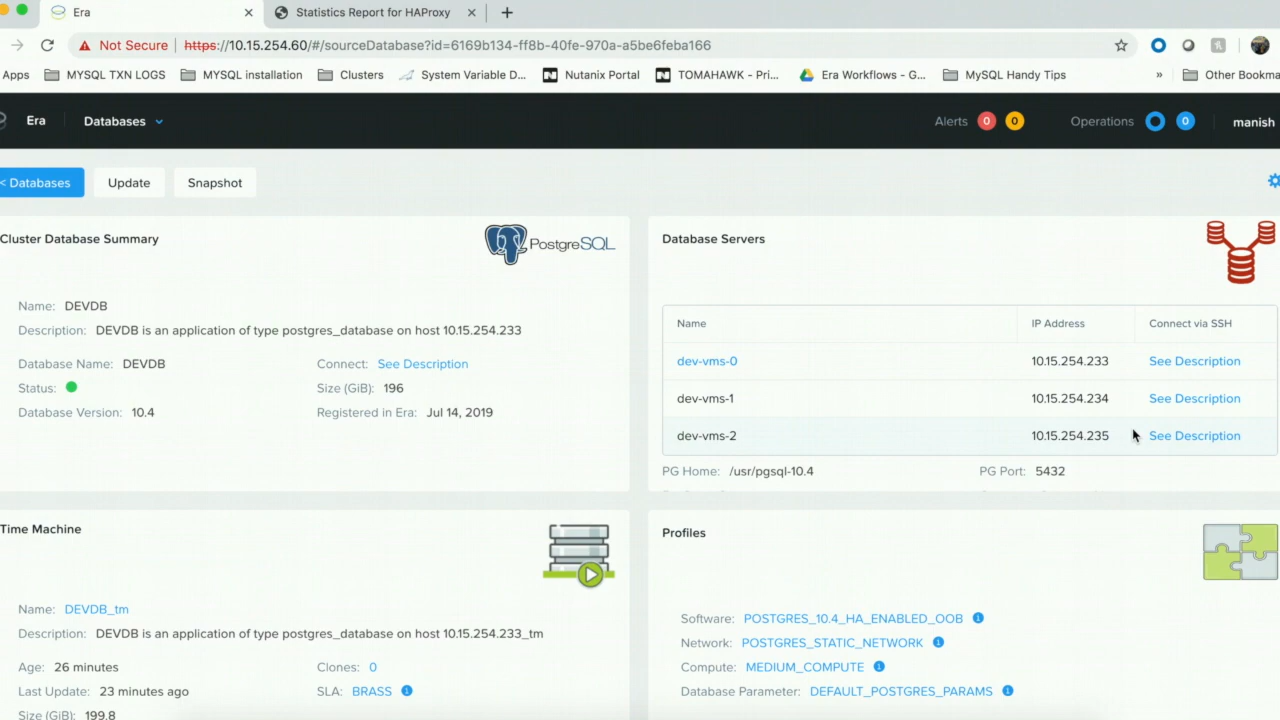 Era
Statistics Report for HAProxy
Not Secure
https://10.15.254.60/#/sourceDatabase?id=6169b134-ff8b-40fe-970a-a5be6feba166
Apps
MYSQL TXN LOGS
MYSQL installation
Clusters
System Variable D...
Nutanix Portal
TOMAHAWK - Pri...
Era Workflows - G...
MySQL Handy Tips
»
Other Bookma
Era
Databases
Alerts 0 0
Operations 0
manish
< Databases
Update
Snapshot
Cluster Database Summary
PostgreSQL
Name: DEVDB
Description: DEVDB is an application of type postgres_database on host 10.15.254.233
Database Name: DEVDB
Connect: See Description
Status:
Size (GiB): 196
Database Version: 10.4
Registered in Era: Jul 14, 2019
Database Servers
Name IP Address Connect via SSH
dev-vms-0 10.15.254.233 See Description
dev-vms-1 10.15.254.234 See Description
dev-vms-2 10.15.254.235 See Description
PG Home: /usr/pgsql-10.4
PG Port: 5432
Time Machine
Name: DEVDB_tm
Description: DEVDB is an application of type postgres_database on host 10.15.254.233_tm
Age: 26 minutes
Clones: 0
Last Update: 23 minutes ago
SLA: BRASS
Size (GiB): 199.8
Profiles
Software: POSTGRES_10.4_HA_ENABLED_OOB
Network: POSTGRES_STATIC_NETWORK
Compute: MEDIUM_COMPUTE
Database Parameter: DEFAULT_POSTGRES_PARAMS